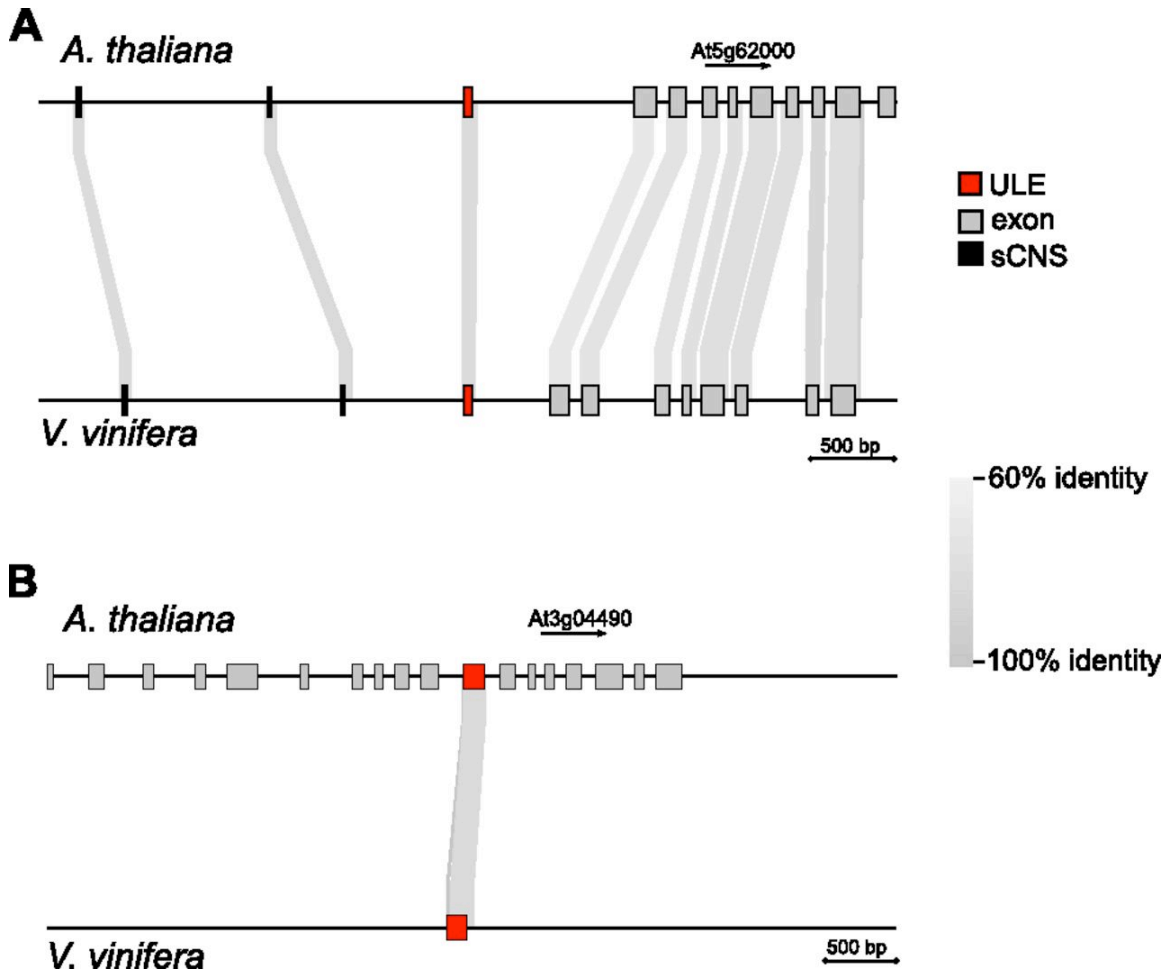 A
A. thaliana
At5g62000
ULE
exon
sCNS
V. vinifera
500 bp
60% identity
100% identity
B
A. thaliana
At3g04490
V. vinifera
500 bp